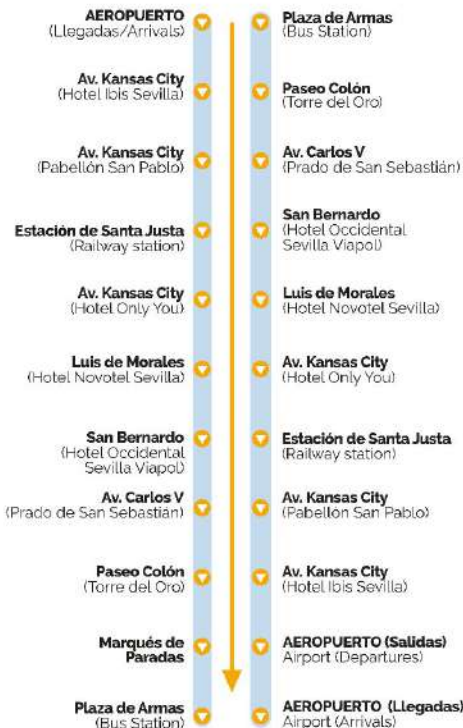 AEROPUERTO
(Llegadas/Arrivals)
Av. Kansas City
(Hotel Ibis Sevilla)
Av. Kansas City
(Pabellón San Pablo)
Estación de Santa Justa
(Railway station)
Av. Kansas City
(Hotel Only You)
Luis de Morales
(Hotel Novotel Sevilla)
San Bernardo
(Hotel Occidental
Sevilla Viapol)
Av. Carlos V
(Prado de San Sebastián)
Paseo Colón
(Torre del Oro)
Marqués de
Paradas
Plaza de Armas
(Bus Station)
Plaza de Armas
(Bus Station)
Paseo Colón
(Torre del Oro)
Av. Carlos V
(Prado de San Sebastián)
San Bernardo
(Hotel Occidental
Sevilla Viapol)
Luis de Morales
(Hotel Novotel Sevilla)
Av. Kansas City
(Hotel Only You)
Estación de Santa Justa
(Railway station)
Av. Kansas City
(Pabellón San Pablo)
Av. Kansas City
(Hotel Ibis Sevilla)
AEROPUERTO (Salidas)
Airport (Departures)
AEROPUERTO (Llegadas)
Airport (Arrivals)